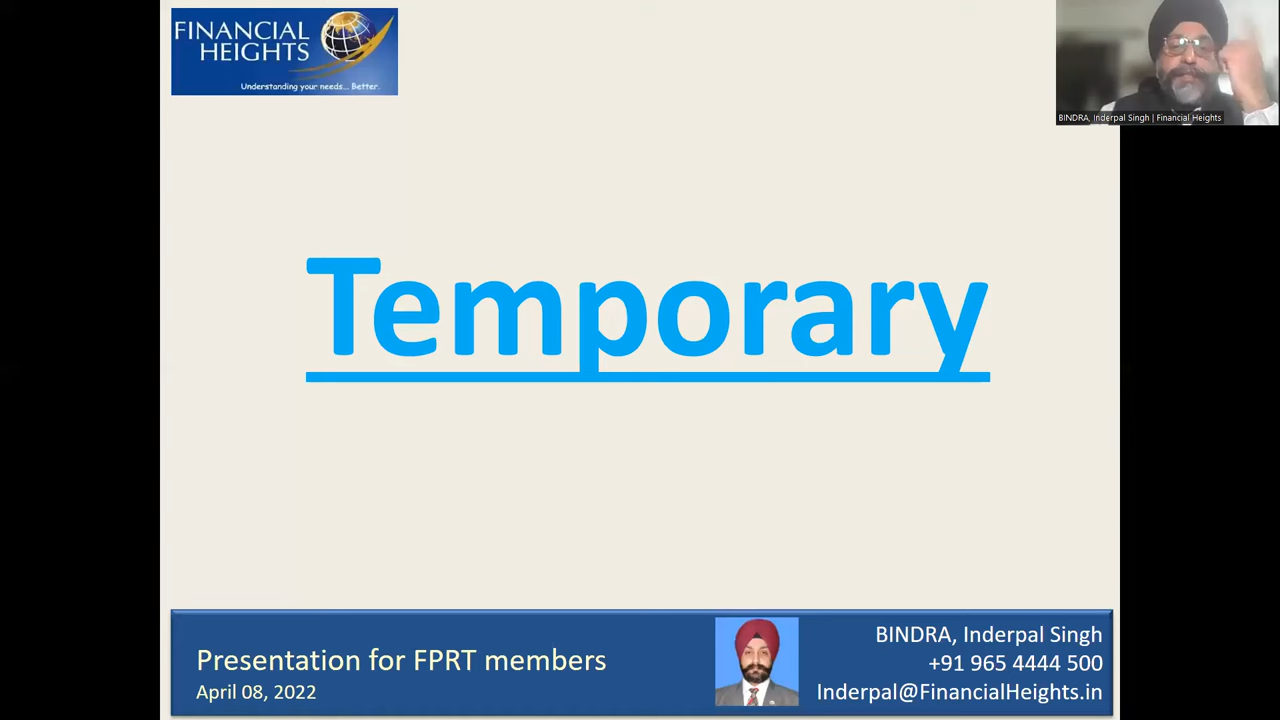 FINANCIAL
HEIGHTS
Understanding your needs... Better.
BINDRA, Inderpal Singh | Financial Heights
Temporary
Presentation for FPRT members
April 08, 2022
BINDRA, Inderpal Singh
+91 965 4444 500
Inderpal@FinancialHeights.in